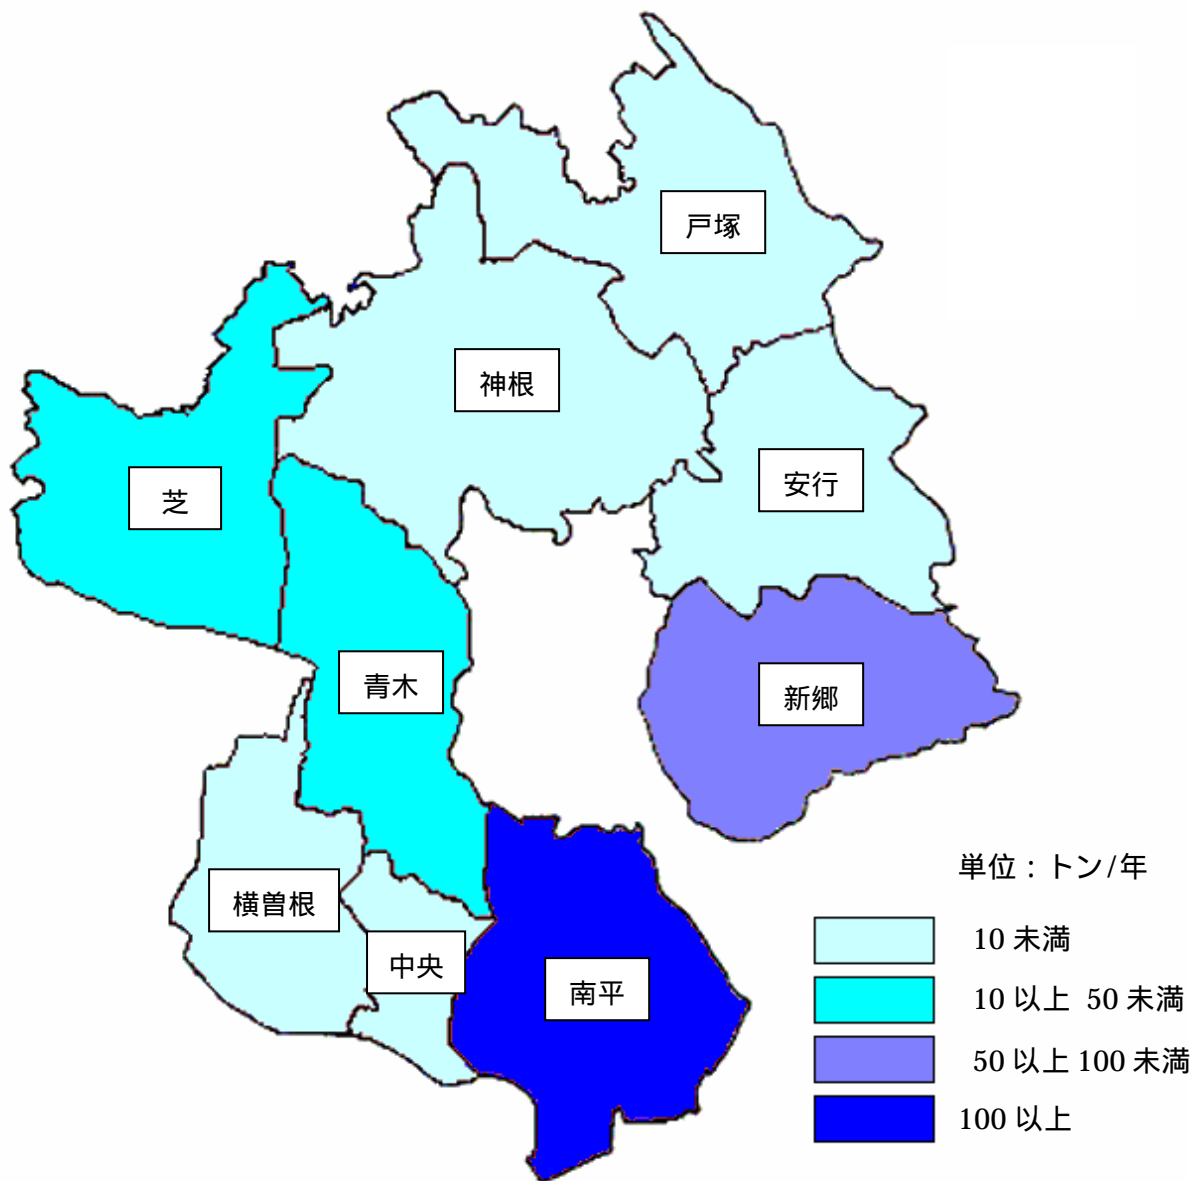 戸塚
神根
安行
芝
青木
新郷
横曽根
中央
南平
単位：トン/年
10 未満
10 以上 50 未満
50 以上 100 未満
100 以上